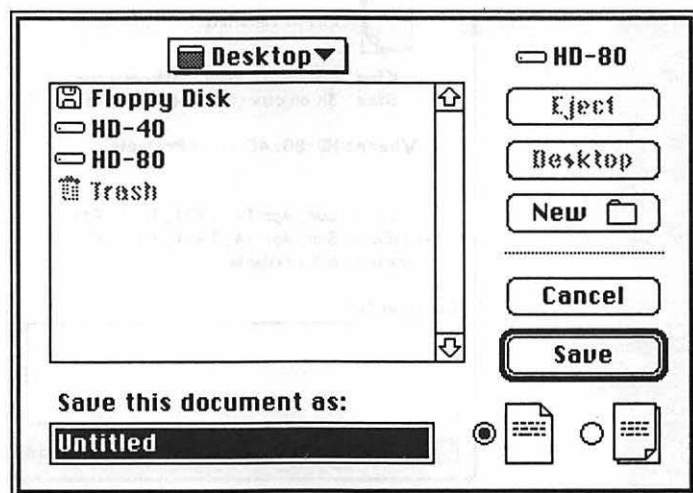 Desktop
HD-80
Floppy Disk
HD-40
HD-80
Trash
Eject
Desktop
New
Cancel
Save
Save this document as:
Untitled